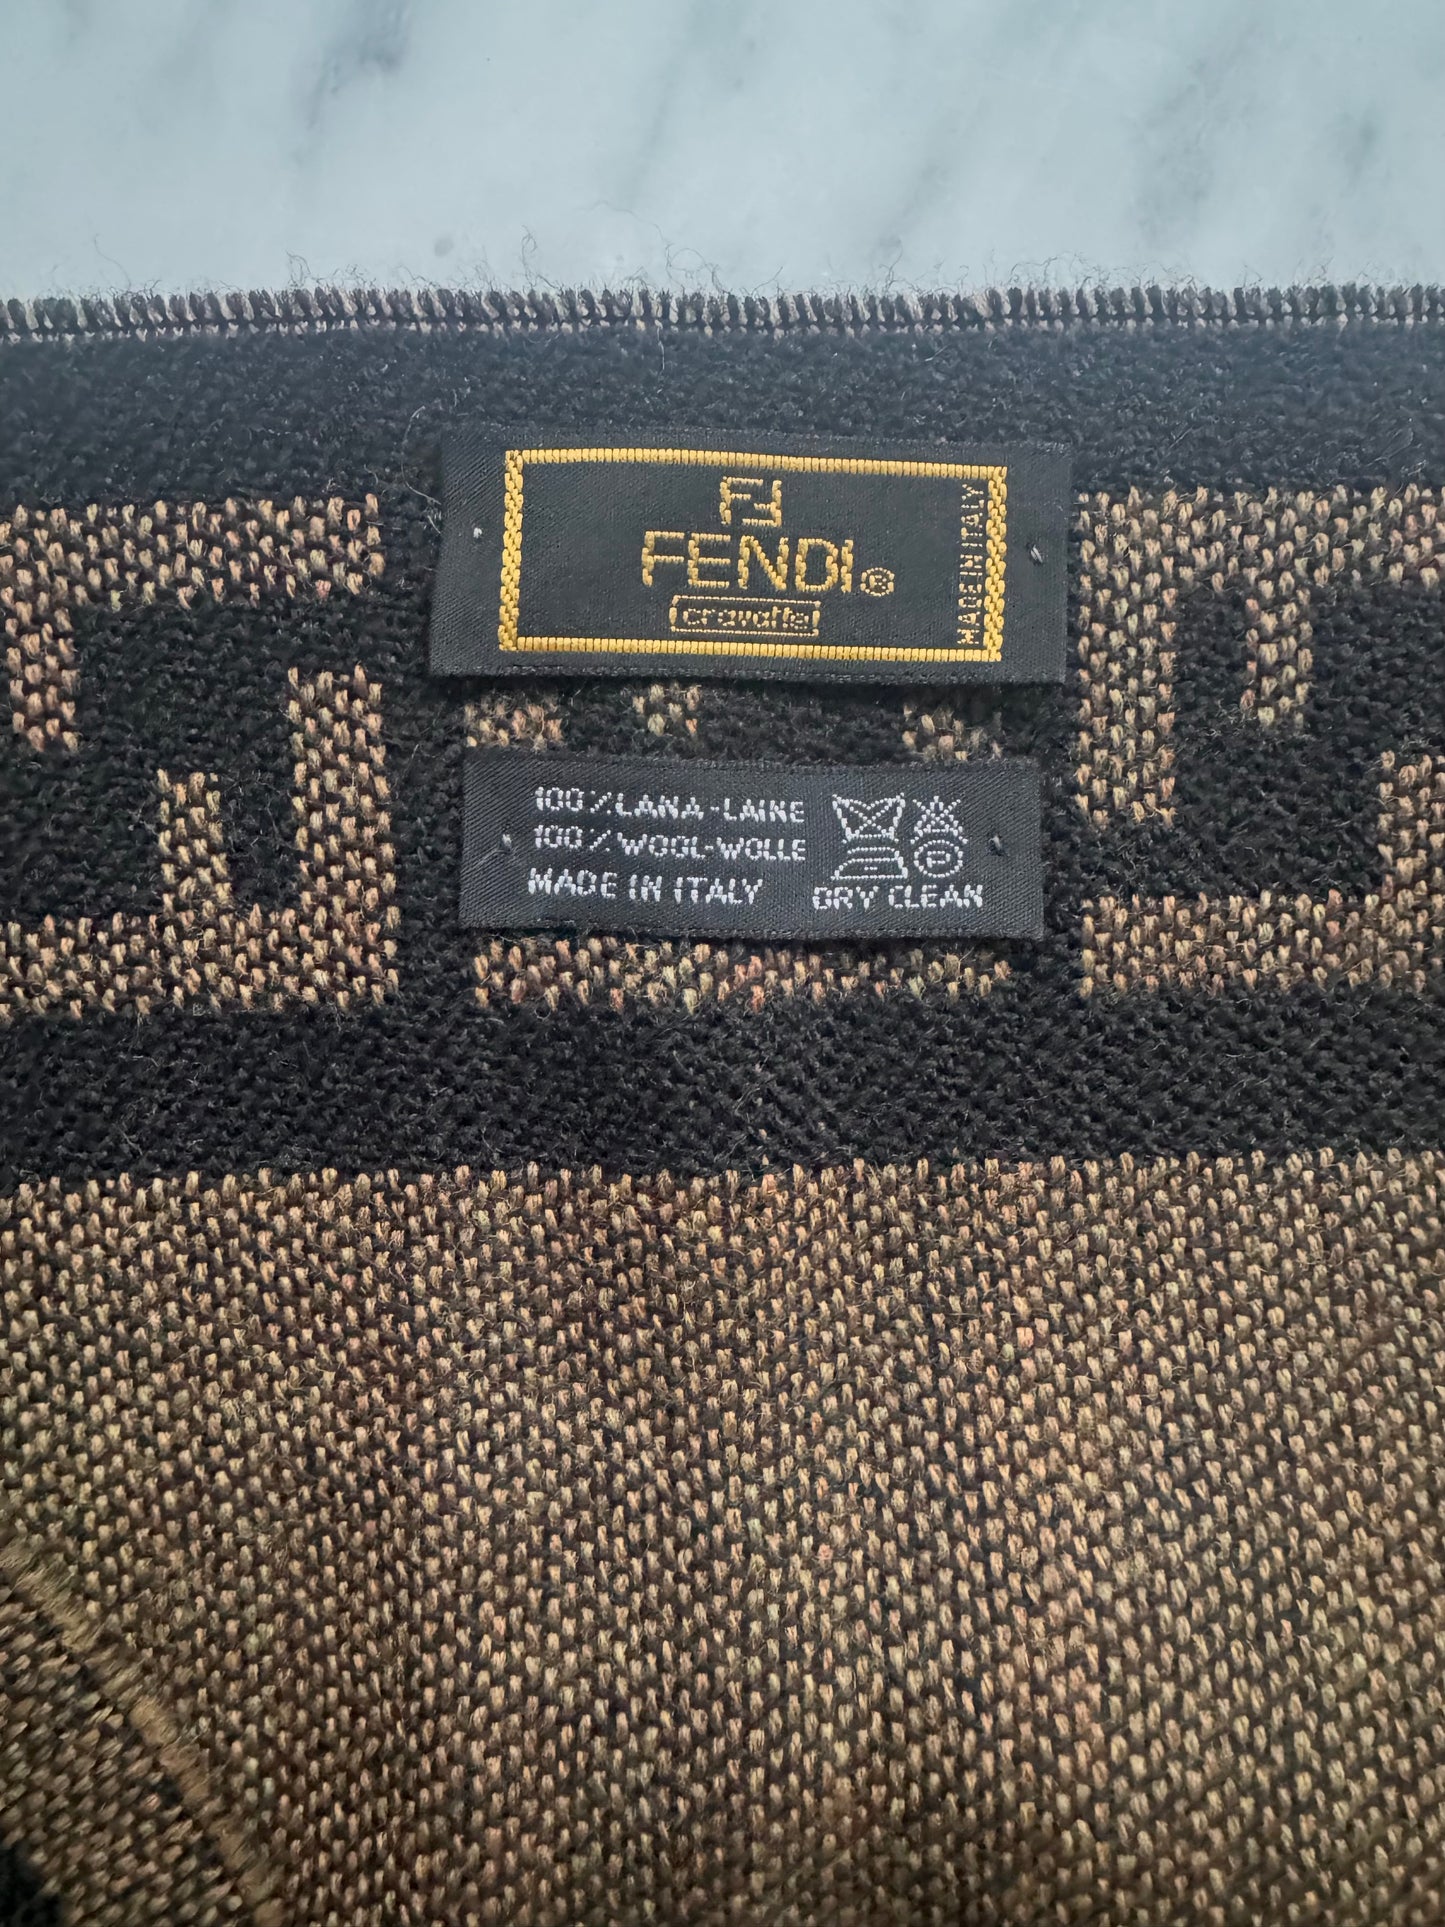 FF
FENDI®
cravatte
MADE IN ITALY
100%LANA-LAINE
100%WOOL-WOLLE
MADE IN ITALY
P
DRY CLEAN